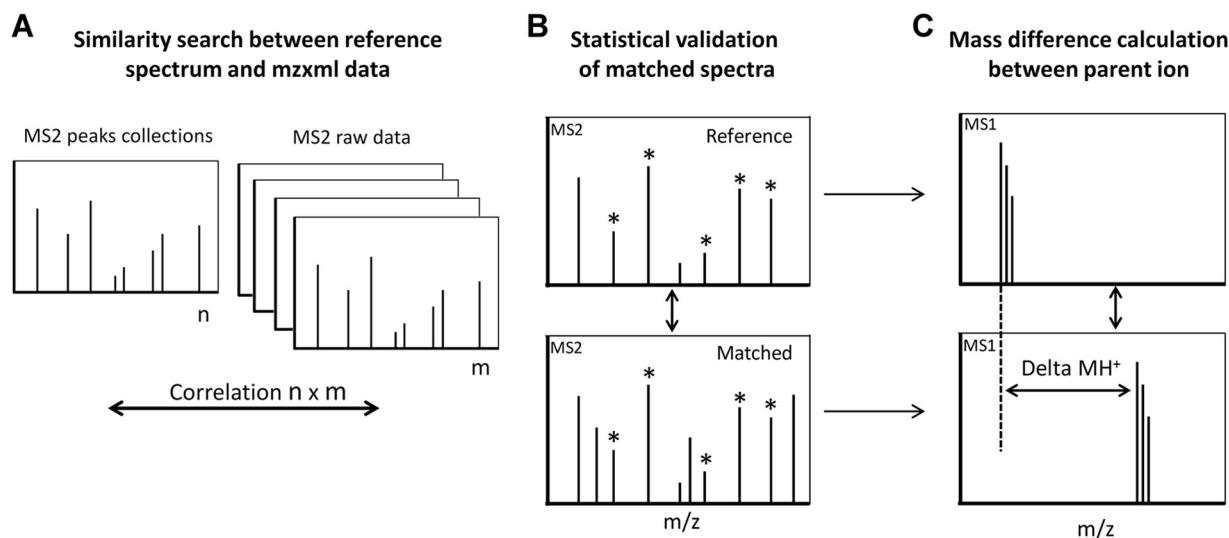 A
Similarity search between reference
spectrum and mzxml data
MS2 peaks collections
MS2 raw data
n
m
Correlation n x m
B
Statistical validation
of matched spectra
MS2
Reference
*
*
*
*
*
MS2
Matched
*
*
*
*
*
m/z
C
Mass difference calculation
between parent ion
MS1
MS1
Delta MH⁺
m/z